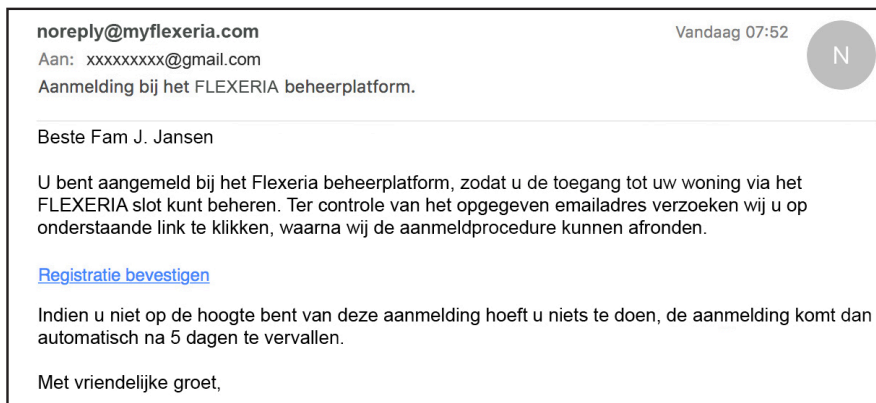 noreply@myflexeria.com
Vandaag 07:52
N
Aan: xxxxxxxxx@gmail.com
Aanmelding bij het FLEXERIA beheerplatform.
Beste Fam J. Jansen
U bent aangemeld bij het Flexeria beheerplatform, zodat u de toegang tot uw woning via het
FLEXERIA slot kunt beheren. Ter controle van het opgegeven emailadres verzoeken wij u op
onderstaande link te klikken, waarna wij de aanmeldprocedure kunnen afronden.
Registratie bevestigen
Indien u niet op de hoogte bent van deze aanmelding hoeft u niets te doen, de aanmelding komt dan
automatisch na 5 dagen te vervallen.
Met vriendelijke groet,